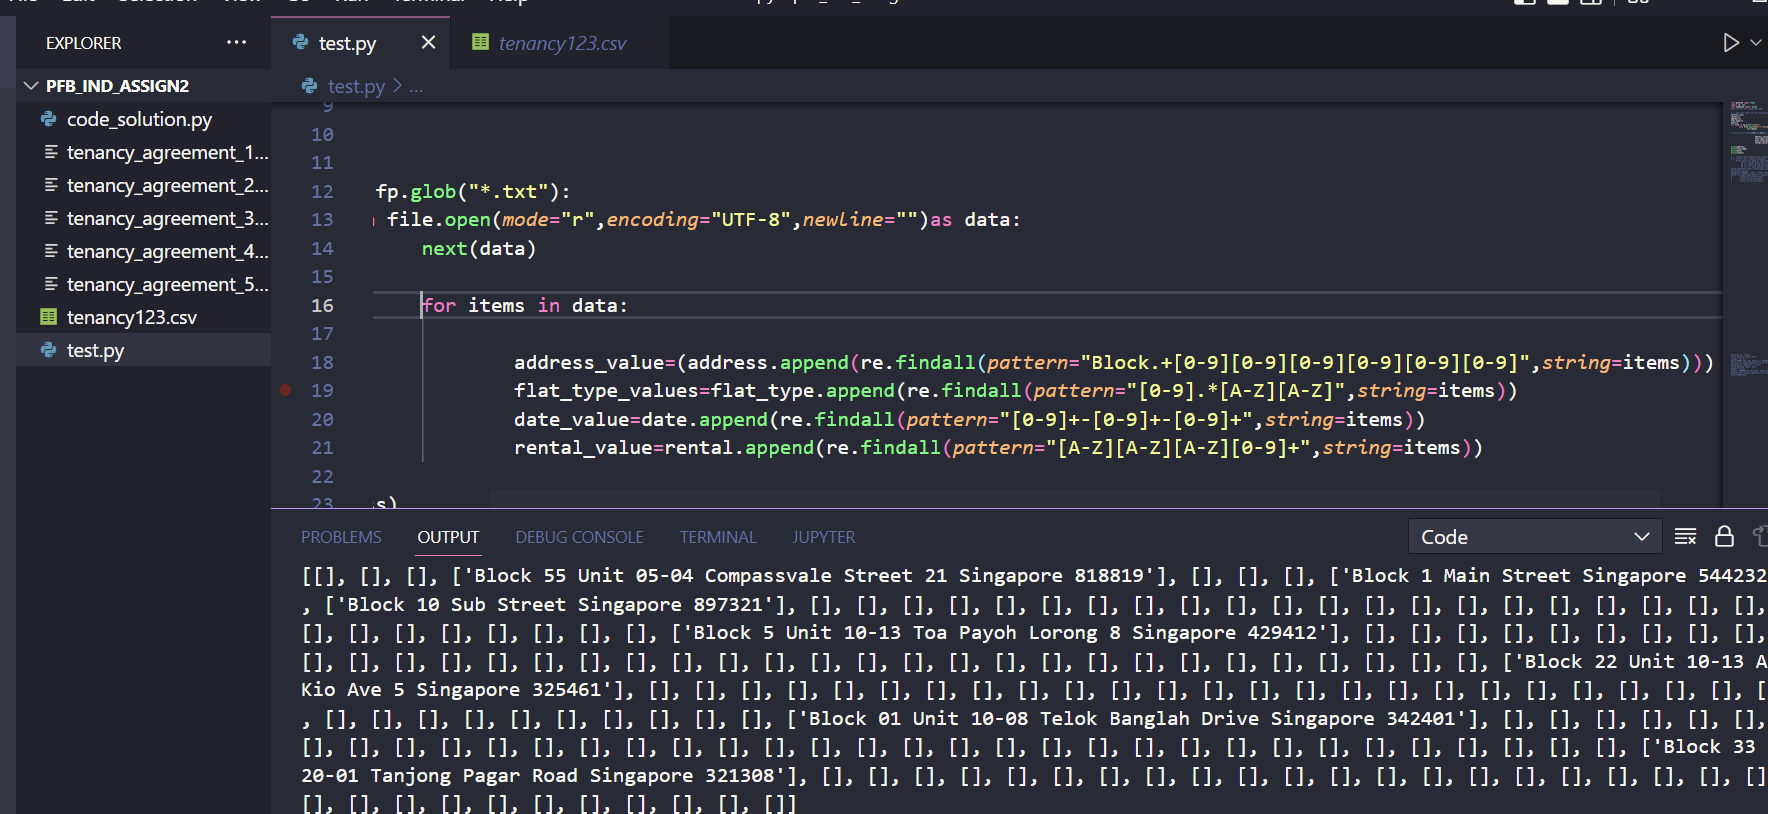 EXPLORER
···
test.py
tenancy123.csv
PFB_IND_ASSIGN2
test.py > ...
code_solution.py
tenancy_agreement_1...
tenancy_agreement_2...
tenancy_agreement_3...
tenancy_agreement_4...
tenancy_agreement_5...
tenancy123.csv
test.py
9
10
11
12 fp.glob("*.txt"):
13 file.open(mode="r",encoding="UTF-8",newline="")as data:
14 next(data)
15
16 for items in data:
17
18 address_value=(address.append(re.findall(pattern="Block.+[0-9][0-9][0-9][0-9][0-9][0-9]",string=items)))
19 flat_type_values=flat_type.append(re.findall(pattern="[0-9].*[A-Z][A-Z]",string=items))
20 date_value=date.append(re.findall(pattern="[0-9]+-[0-9]+-[0-9]+",string=items))
21 rental_value=rental.append(re.findall(pattern="[A-Z][A-Z][A-Z][0-9]+",string=items))
22
23 s)
PROBLEMS OUTPUT DEBUG CONSOLE TERMINAL JUPYTER
Code
[[], [], [], ['Block 55 Unit 05-04 Compassvale Street 21 Singapore 818819'], [], [], [], ['Block 1 Main Street Singapore 544232
, ['Block 10 Sub Street Singapore 897321'], [], [], [], [], [], [], [], [], [], [], [], [], [], [], [], [], [], [], [], [], [],
[], [], [], [], [], [], [], [], ['Block 5 Unit 10-13 Toa Payoh Lorong 8 Singapore 429412'], [], [], [], [], [], [], [], [], [],
[], [], [], [], [], [], [], [], [], [], [], [], [], [], [], [], [], [], [], [], [], [], [], [], [], [], ['Block 22 Unit 10-13 A
Kio Ave 5 Singapore 325461'], [], [], [], [], [], [], [], [], [], [], [], [], [], [], [], [], [], [], [], [], [], [], [], [], [
, [], [], [], [], [], [], [], [], [], [], ['Block 01 Unit 10-08 Telok Banglah Drive Singapore 342401'], [], [], [], [], [], [],
[], [], [], [], [], [], [], [], [], [], [], [], [], [], [], [], [], [], [], [], [], [], [], [], [], [], [], [], [], ['Block 33
20-01 Tanjong Pagar Road Singapore 321308'], [], [], [], [], [], [], [], [], [], [], [], [], [], [], [], [], [], [], [], [], []
[], [], [], [], [], [], [], [], [], [], []]